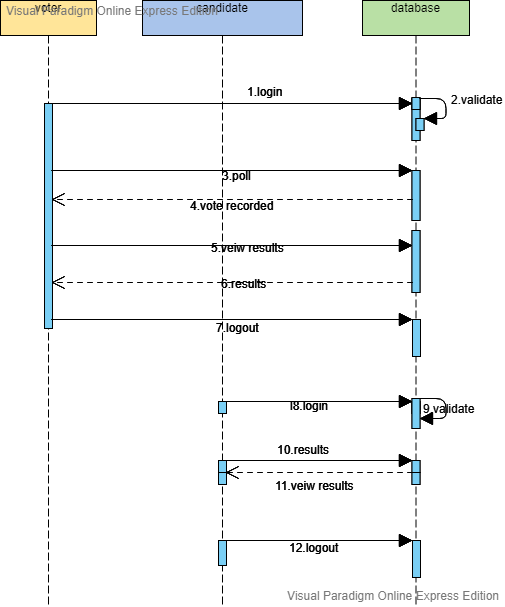 voter
Visual Paradigm Online Express Edition
candidate
database
1.login
2.validate
3.poll
4.vote recorded
5.veiw results
6.results
7.logout
l8.login
9.validate
10.results
11.veiw results
12.logout
Visual Paradigm Online Express Edition